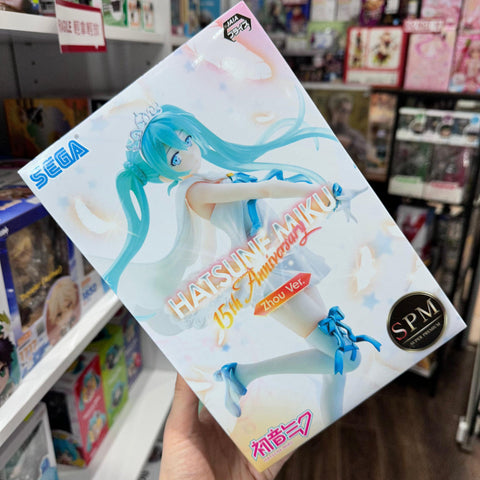 SEGA
HATSUNE MIKU
15th Anniversary
Zhou Ver.
SPM
SUPER PREMIUM
初音ミク